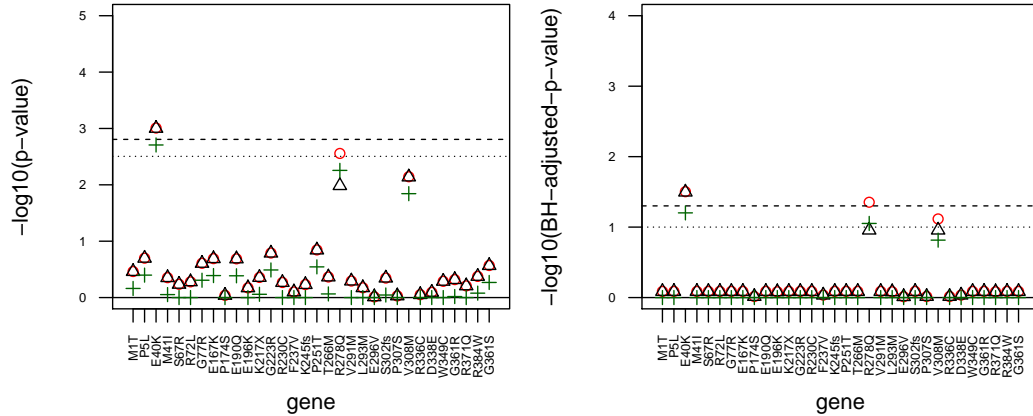 −log10(p−value)
5
4
3
2
1
0
M1T
P5L
E40K
M41I
S67R
R72L
G77R
E167K
P174S
E190Q
E196K
K217X
G223R
R230C
F237V
K245fs
P251T
T266M
R278Q
V291M
L293M
E296V
S302fs
P307S
V308M
R336C
D338E
W349C
G361R
R371Q
R384W
G361S
gene
−log10(BH−adjusted−p−value)
4
3
2
1
0
M1T
P5L
E40K
M41I
S67R
R72L
G77R
E167K
P174S
E190Q
E196K
K217X
G223R
R230C
F237V
K245fs
P251T
T266M
R278Q
V291M
L293M
E296V
S302fs
P307S
V308M
R336C
D338E
W349C
G361R
R371Q
R384W
G361S
gene